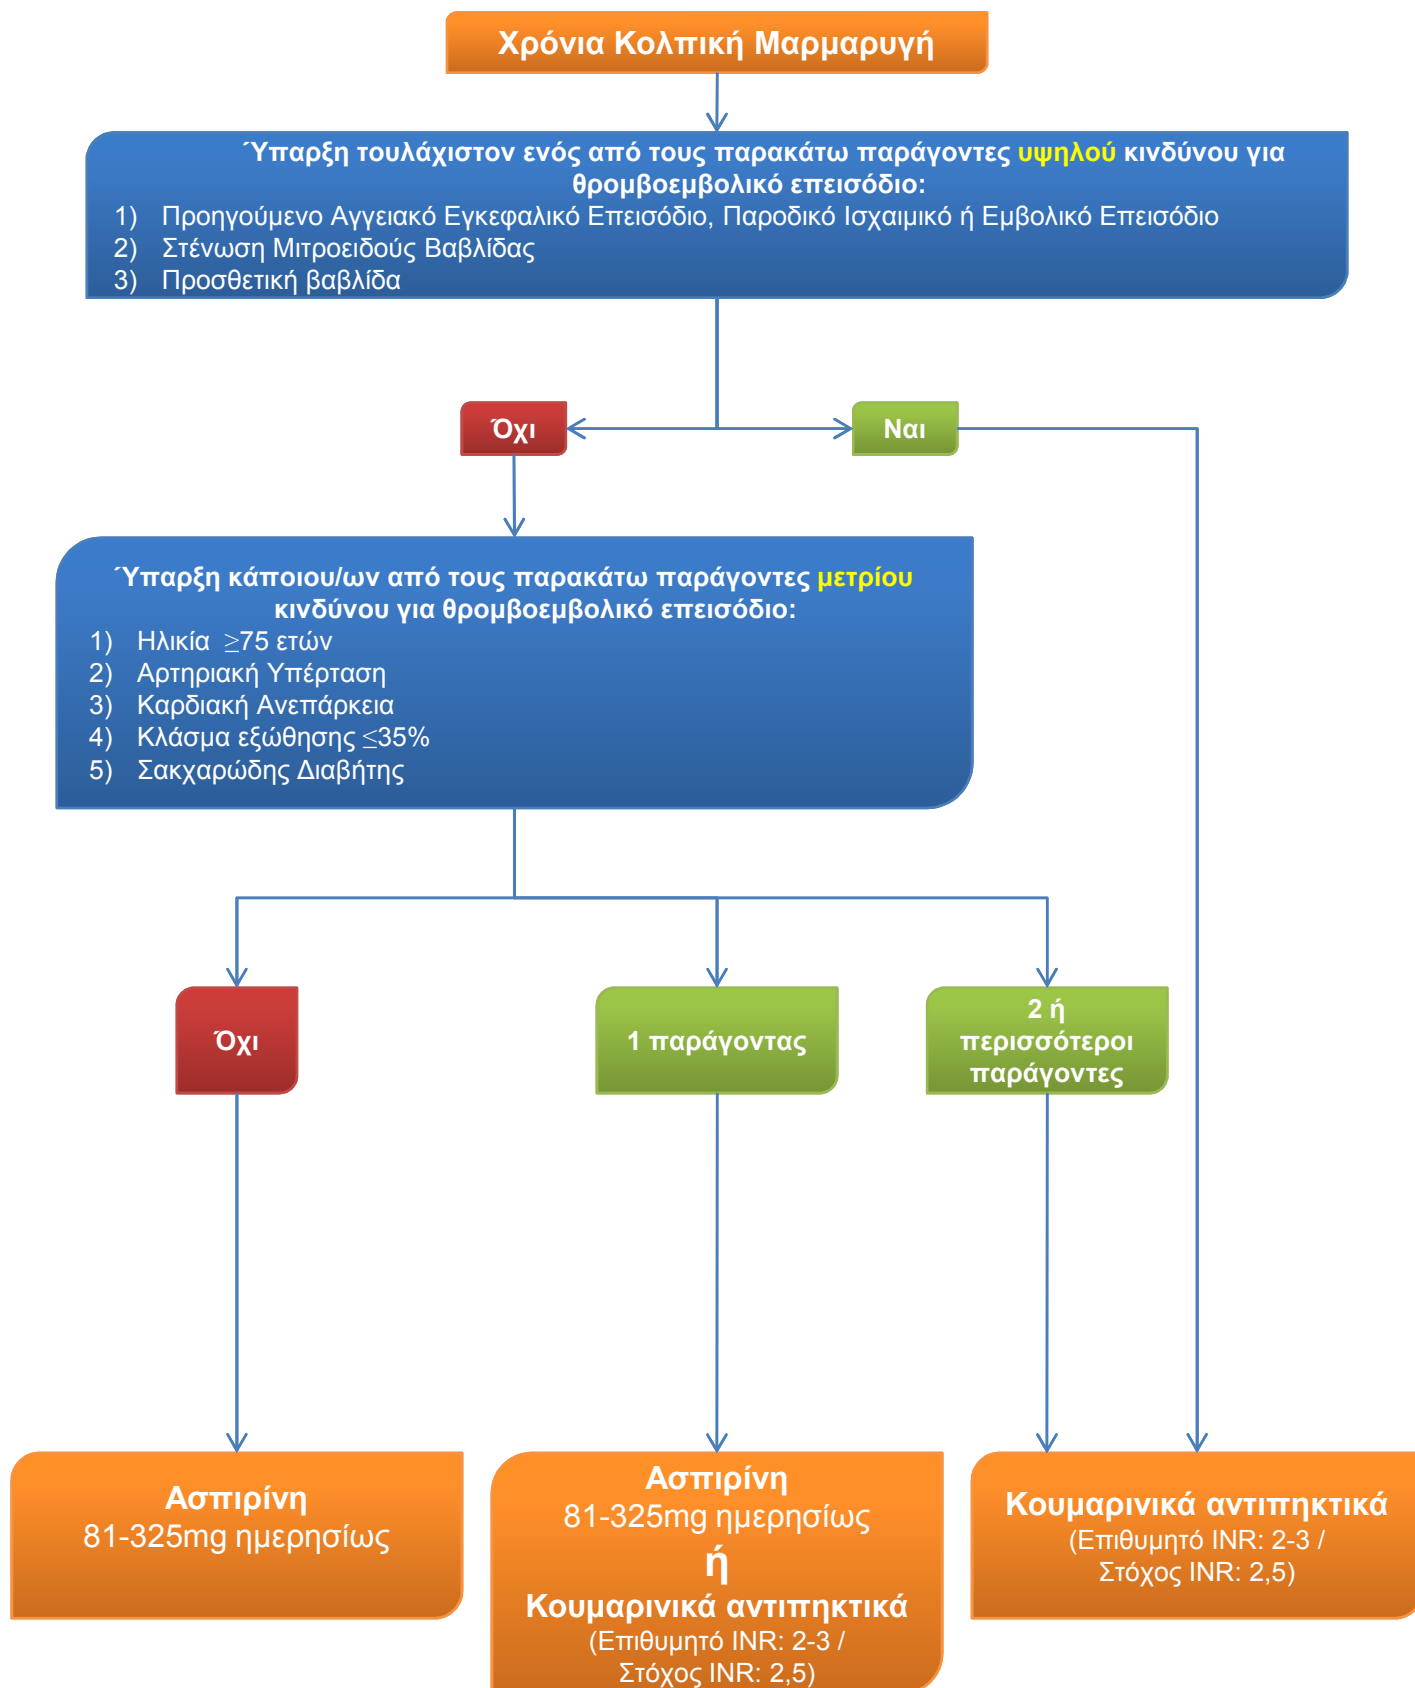 Χρόνια Κολπική Μαρμαρυγή
Ύπαρξη τουλάχιστον ενός από τους παρακάτω παράγοντες υψηλού κινδύνου για
θρομβοεμβολικό επεισόδιο:
1) Προηγούμενο Αγγειακό Εγκεφαλικό Επεισόδιο, Παροδικό Ισχαιμικό ή Εμβολικό Επεισόδιο
2) Στένωση Μιτροειδούς Βαβλίδας
3) Προσθετική βαβλίδα
Όχι
Ναι
Ύπαρξη κάποιου/ων από τους παρακάτω παράγοντες μετρίου
κινδύνου για θρομβοεμβολικό επεισόδιο:
1) Ηλικία ≥75 ετών
2) Αρτηριακή Υπέρταση
3) Καρδιακή Ανεπάρκεια
4) Κλάσμα εξώθησης ≤35%
5) Σακχαρώδης Διαβήτης
Όχι
1 παράγοντας
2 ή
περισσότεροι
παράγοντες
Ασπιρίνη
81-325mg ημερησίως
Ασπιρίνη
81-325mg ημερησίως
ή
Κουμαρινικά αντιπηκτικά
(Επιθυμητό INR: 2-3 /
Στόχος INR: 2,5)
Κουμαρινικά αντιπηκτικά
(Επιθυμητό INR: 2-3 /
Στόχος INR: 2,5)